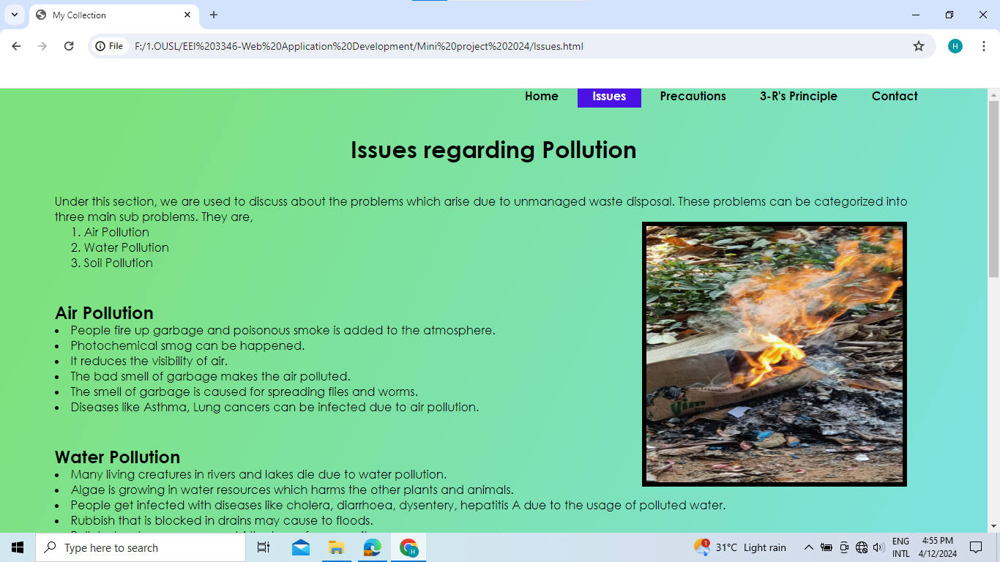 My Collection
File
F:/1.OUSL/EEI%203346-Web%20Application%20Development/Mini%20project%202024/Issues.html
H
Home Issues Precautions 3-R's Principle Contact
Issues regarding Pollution
Under this section, we are used to discuss about the problems which arise due to unmanaged waste disposal. These problems can be categorized into
three main sub problems. They are,
1. Air Pollution
2. Water Pollution
3. Soil Pollution
Air Pollution
• People fire up garbage and poisonous smoke is added to the atmosphere.
• Photochemical smog can be happened.
• It reduces the visibility of air.
• The bad smell of garbage makes the air polluted.
• The smell of garbage is caused for spreading flies and worms.
• Diseases like Asthma, Lung cancers can be infected due to air pollution.
Vim
Water Pollution
• Many living creatures in rivers and lakes die due to water pollution.
• Algae is growing in water resources which harms the other plants and animals.
• People get infected with diseases like cholera, diarrhoea, dysentery, hepatitis A due to the usage of polluted water.
• Rubbish that is blocked in drains may cause to floods.
Type here to search
H
1
31°C Light rain
ENG
INTL
4:55 PM
4/12/2024